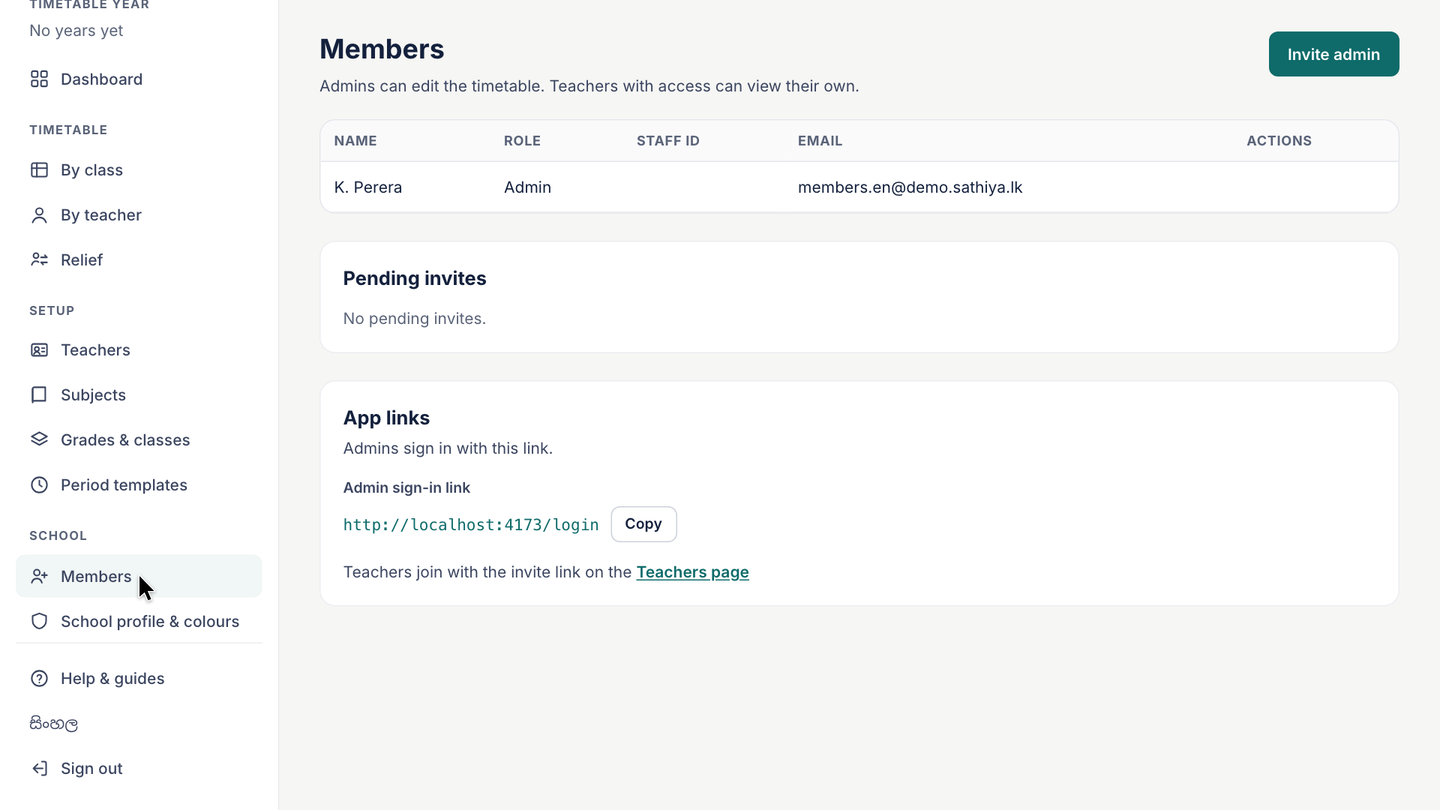 TIMETABLE YEAR
No years yet
Dashboard
TIMETABLE
By class
By teacher
Relief
SETUP
Teachers
Subjects
Grades & classes
Period templates
SCHOOL
Members
School profile & colours
Help & guides
සිංහල
Sign out
Members
Invite admin
Admins can edit the timetable. Teachers with access can view their own.
NAME ROLE STAFF ID EMAIL ACTIONS
K. Perera Admin members.en@demo.sathiya.lk
Pending invites
No pending invites.
App links
Admins sign in with this link.
Admin sign-in link
http://localhost:4173/login Copy
Teachers join with the invite link on the Teachers page